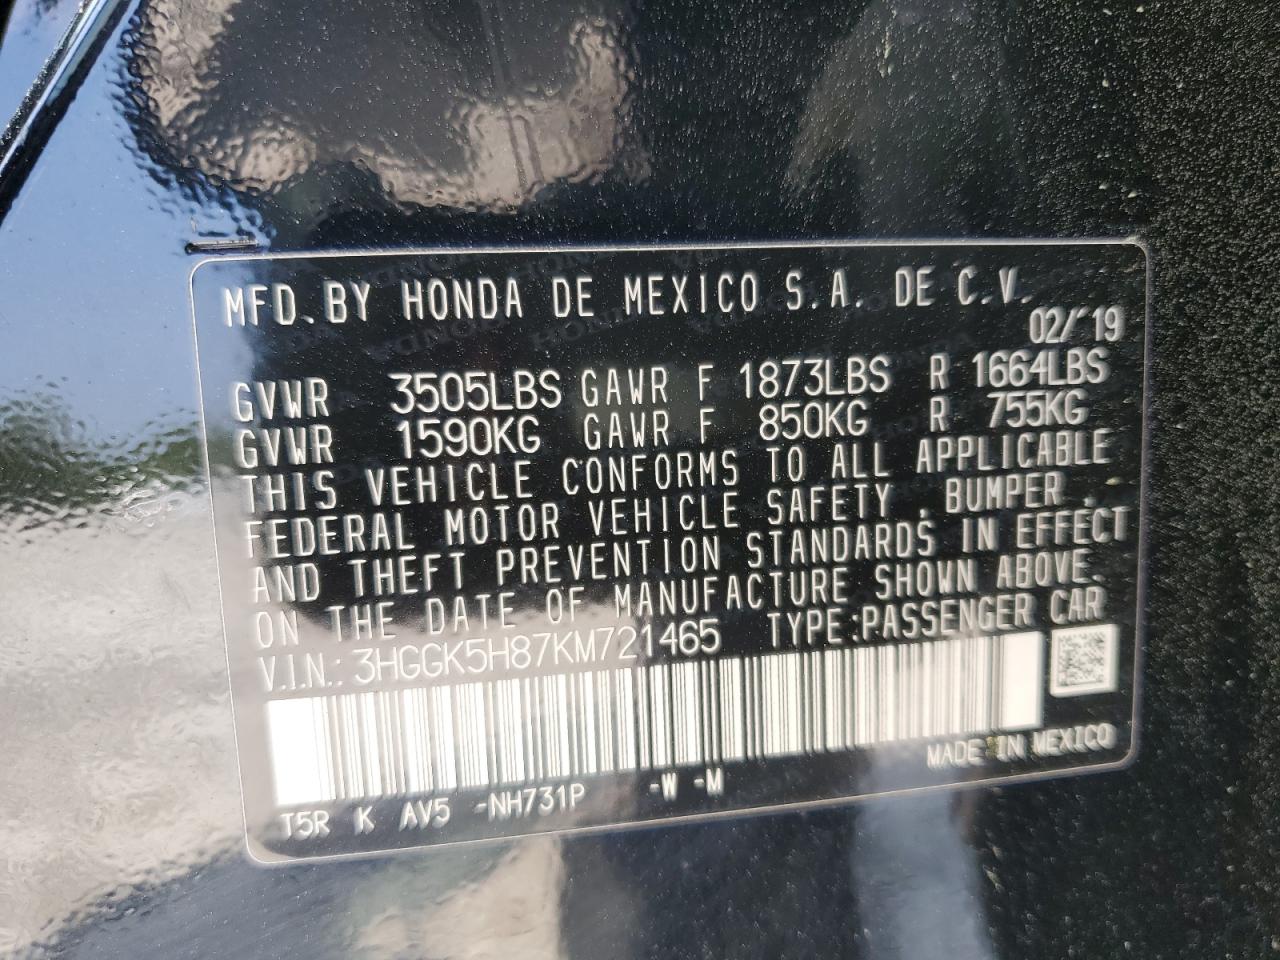 MFD. BY HONDA DE MEXICO S.A. DE C.V.
02/'19
GVWR 3505LBS GAWR F 1873LBS R 1664LBS
GVWR 1590KG GAWR F 850KG R 755KG
THIS VEHICLE CONFORMS TO ALL APPLICABLE
FEDERAL MOTOR VEHICLE SAFETY, BUMPER,
AND THEFT PREVENTION STANDARDS IN EFFECT
ON THE DATE OF MANUFACTURE SHOWN ABOVE.
V.I.N.: 3HGGK5H87KM721465 TYPE:PASSENGER CAR
MADE IN MEXICO
T5R K AV5 -NH731P -W -M